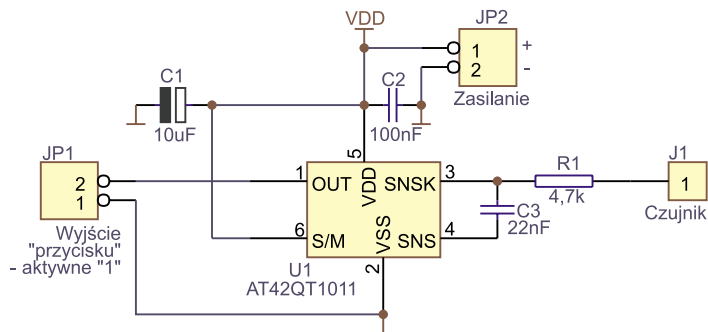 VDD
JP2
1
+
2
-
Zasilanie
C1
10uF
C2
100nF
JP1
2
1
Wyjście
"przycisku"
- aktywne "1"
5
1
OUT
VDD
SNSK
3
6
S/M
VSS
SNS
4
2
U1
AT42QT1011
C3
22nF
R1
4,7k
J1
1
Czujnik